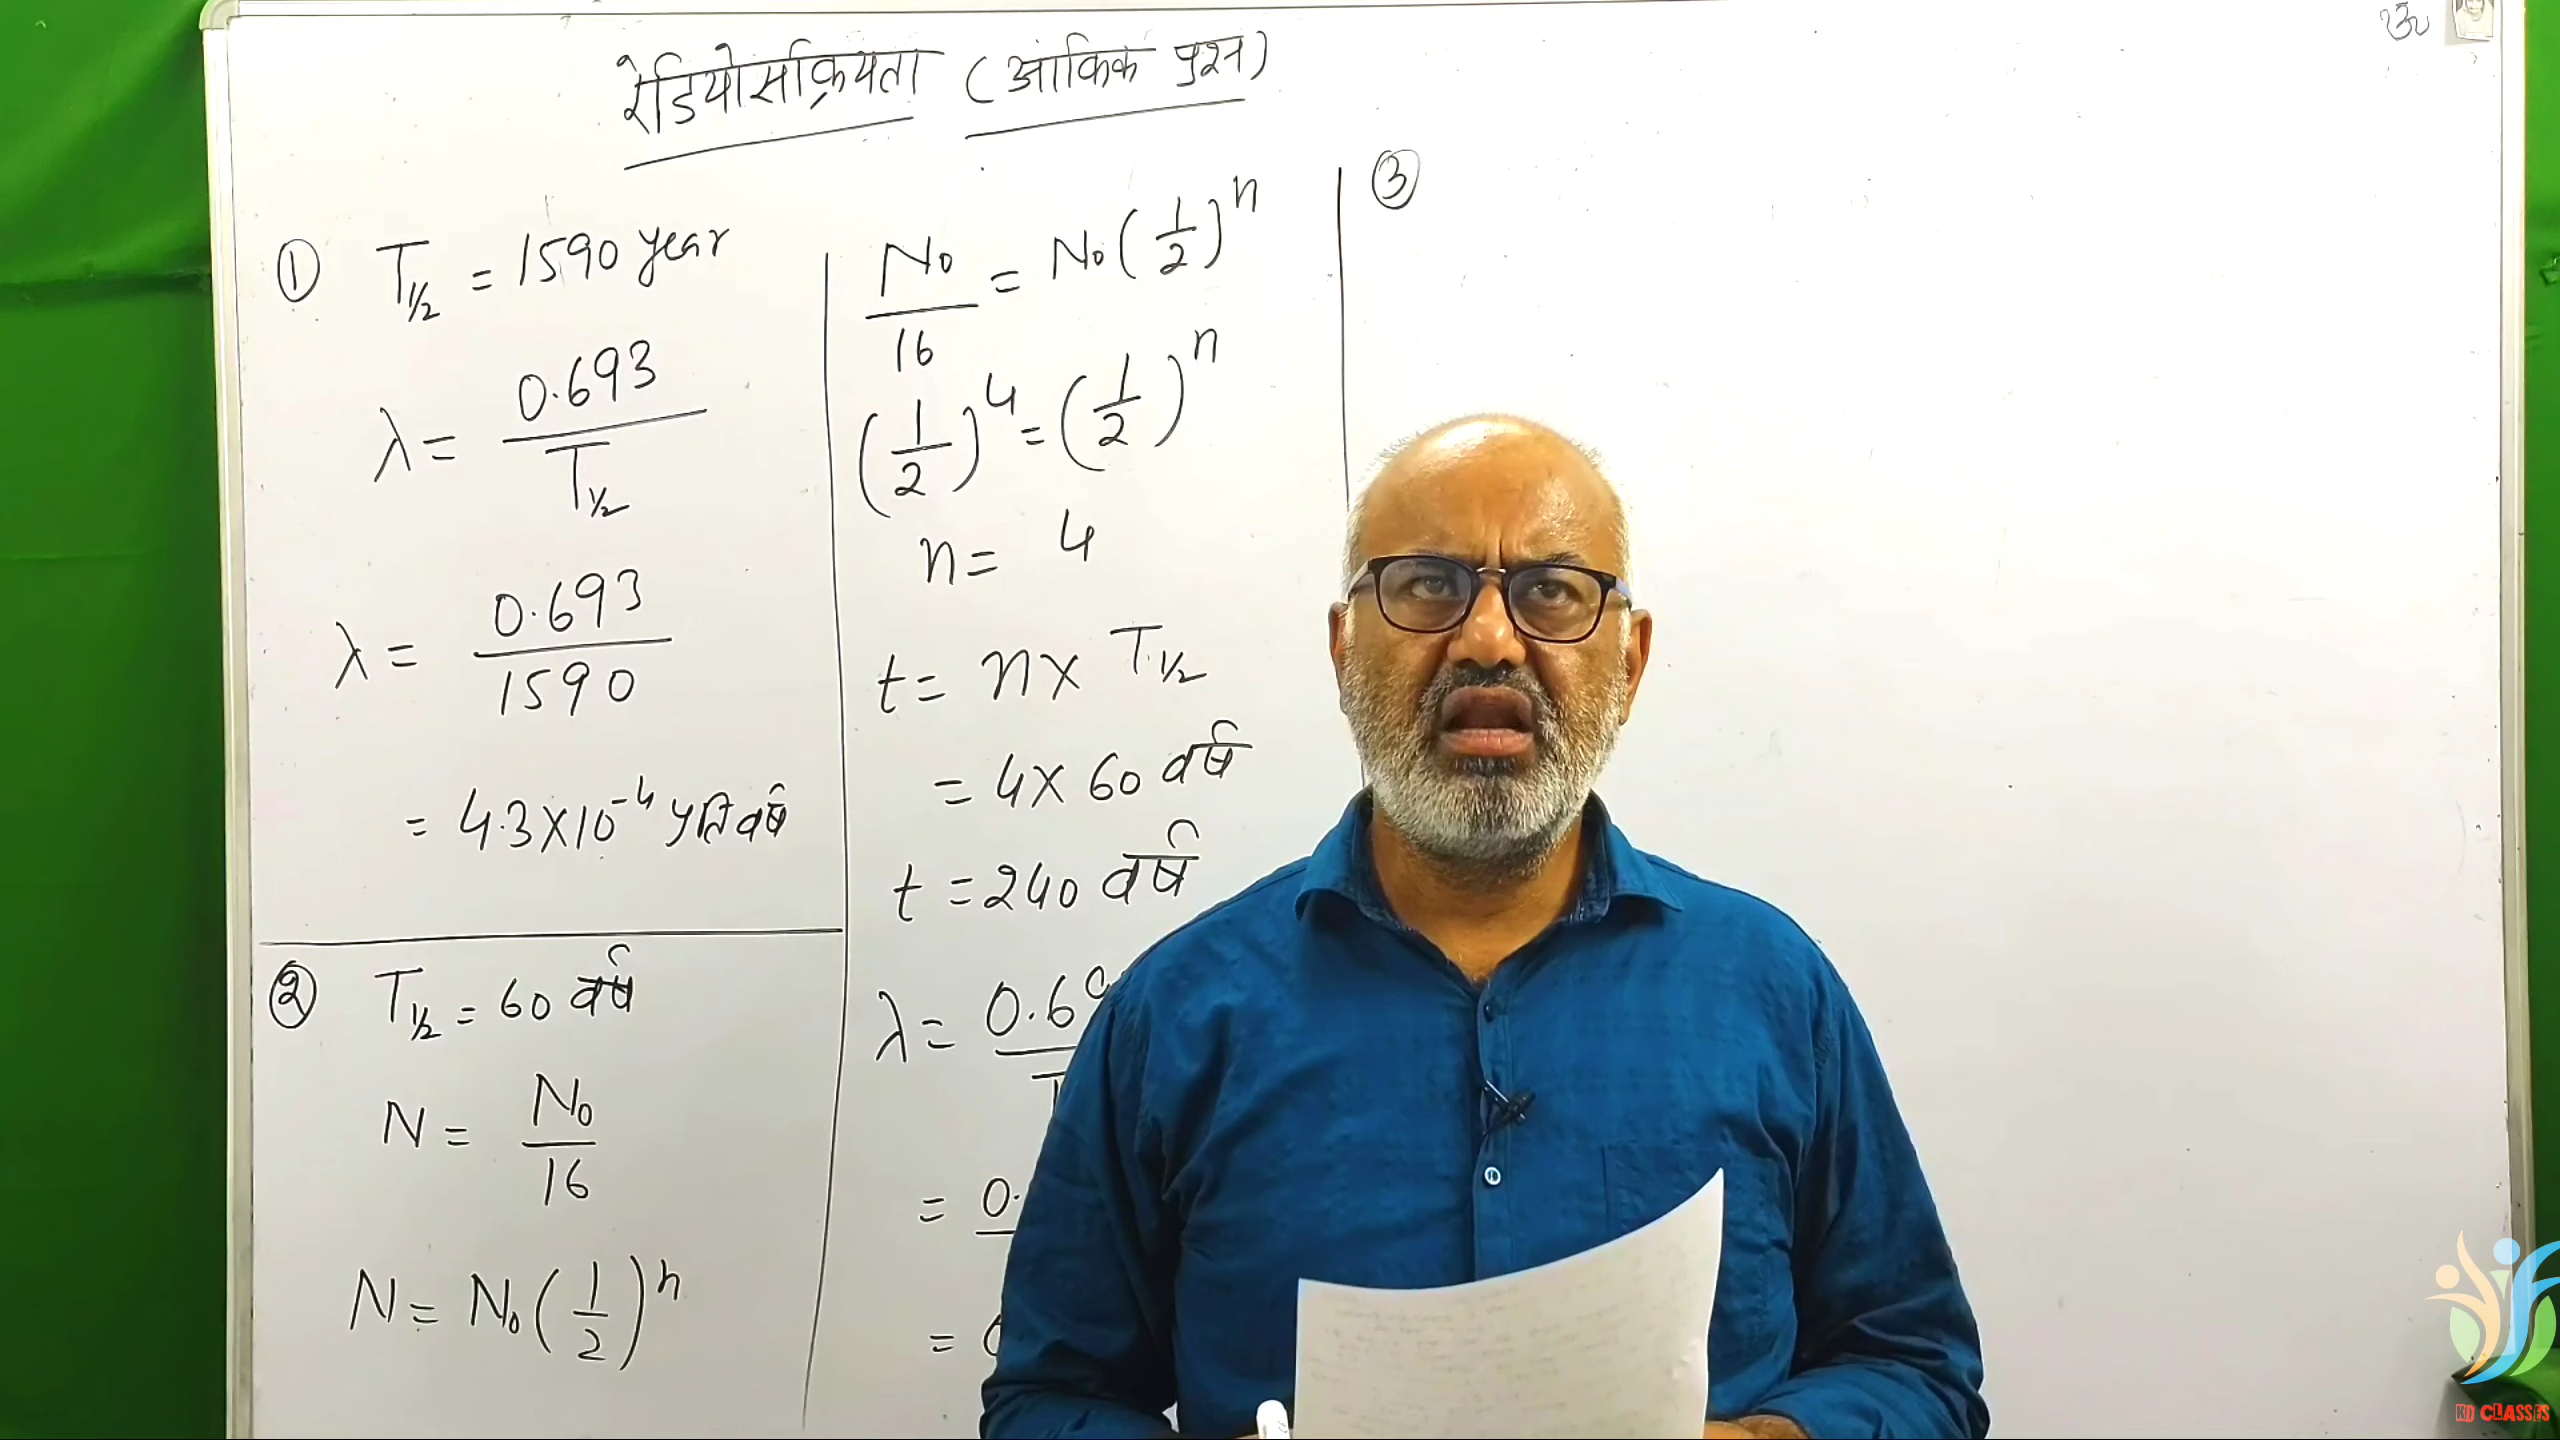 रेडियोसक्रियता (आंकिक प्रश्न)
① T1/2 = 1590 year
λ = 0.693 / T1/2
λ = 0.693 / 1590
= 4.3×10⁻⁴ प्रति वर्ष
② T1/2 = 60 वर्ष
N = N₀ / 16
N = N₀ (1/2)ⁿ
N₀ / 16 = N₀ (1/2)ⁿ
(1/2)⁴ = (1/2)ⁿ
n = 4
t = n × T1/2
= 4 × 60 वर्ष
t = 240 वर्ष
λ = 0.6
= 0.
=
③
KD CLASSES